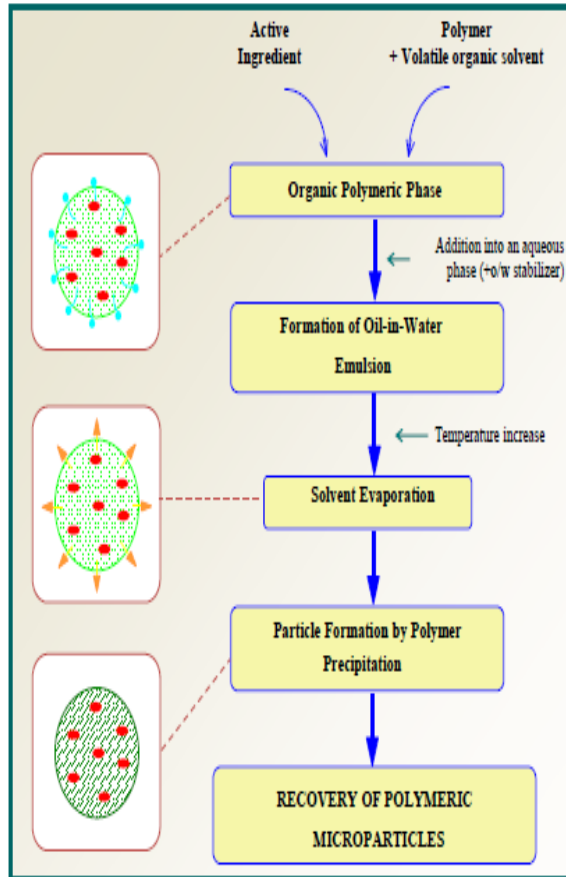 Active
Ingredient
Polymer
+ Volatile organic solvent
Organic Polymeric Phase
Addition into an aqueous
phase (+o/w stabilizer)
Formation of Oil-in-Water
Emulsion
Temperature increase
Solvent Evaporation
Particle Formation by Polymer
Precipitation
RECOVERY OF POLYMERIC
MICROPARTICLES